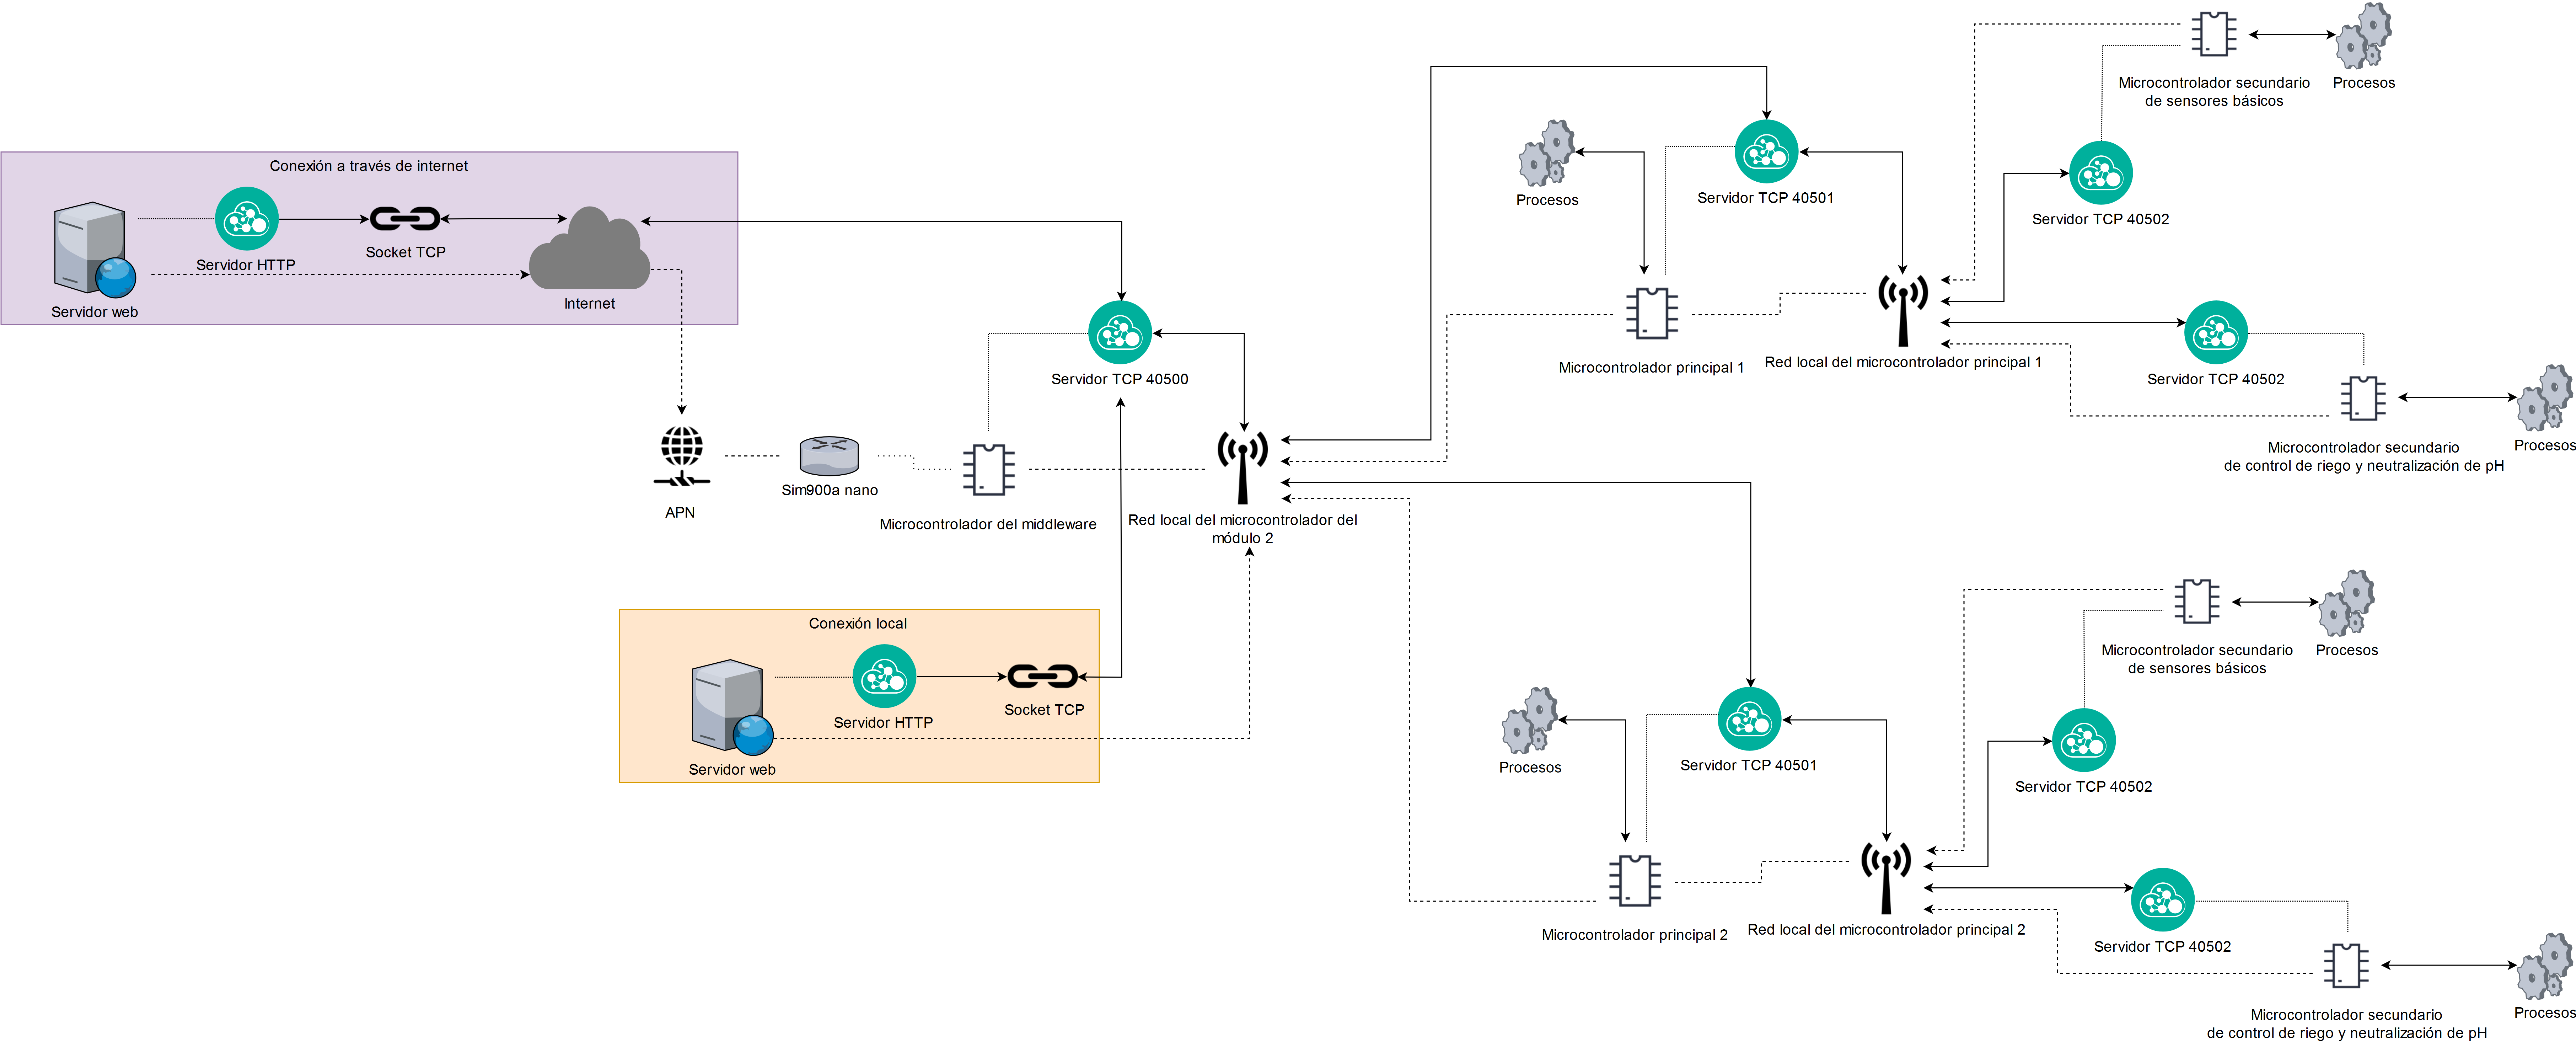 Conexión a través de internet
Servidor HTTP
Socket TCP
Servidor web
Internet
APN
Sim900a nano
Microcontrolador del middleware
Servidor TCP 40500
Red local del microcontrolador del
módulo 2
Conexión local
Servidor HTTP
Socket TCP
Servidor web
Procesos
Servidor TCP 40501
Microcontrolador principal 1
Red local del microcontrolador principal 1
Microcontrolador secundario
de sensores básicos
Procesos
Servidor TCP 40502
Servidor TCP 40502
Microcontrolador secundario
de control de riego y neutralización de pH
Procesos
Procesos
Servidor TCP 40501
Microcontrolador principal 2
Red local del microcontrolador principal 2
Microcontrolador secundario
de sensores básicos
Procesos
Servidor TCP 40502
Servidor TCP 40502
Microcontrolador secundario
de control de riego y neutralización de pH
Procesos